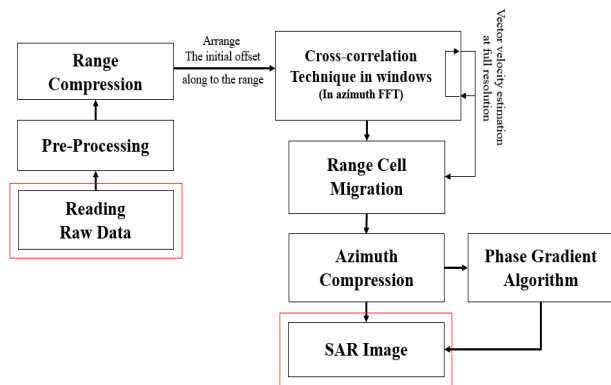 Range
Compression
Pre-Processing
Reading
Raw Data
Arrange
The initial offset
along to the range
Cross-correlation
Technique in windows
(In azimuth FFT)
Vector velocity estimation
at full resolution
Range Cell
Migration
Azimuth
Compression
Phase Gradient
Algorithm
SAR Image